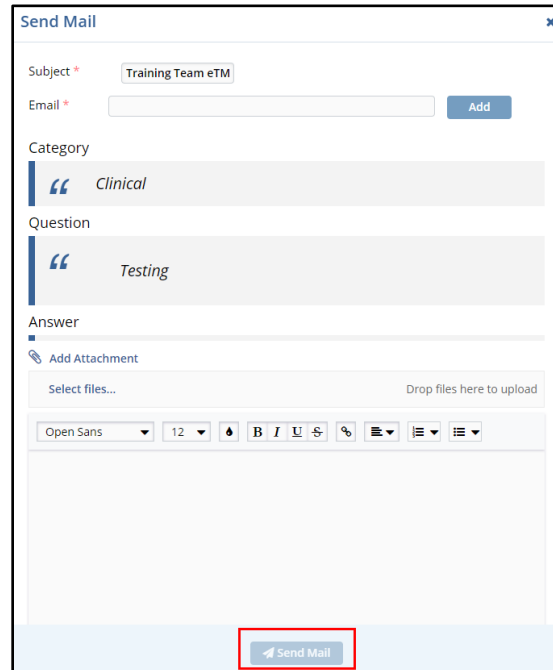 Send Mail
Subject *
Training Team eTM
Email *
Add
Category
Clinical
Question
Testing
Answer
Add Attachment
Select files...
Drop files here to upload
Open Sans 12 B I U S
Send Mail